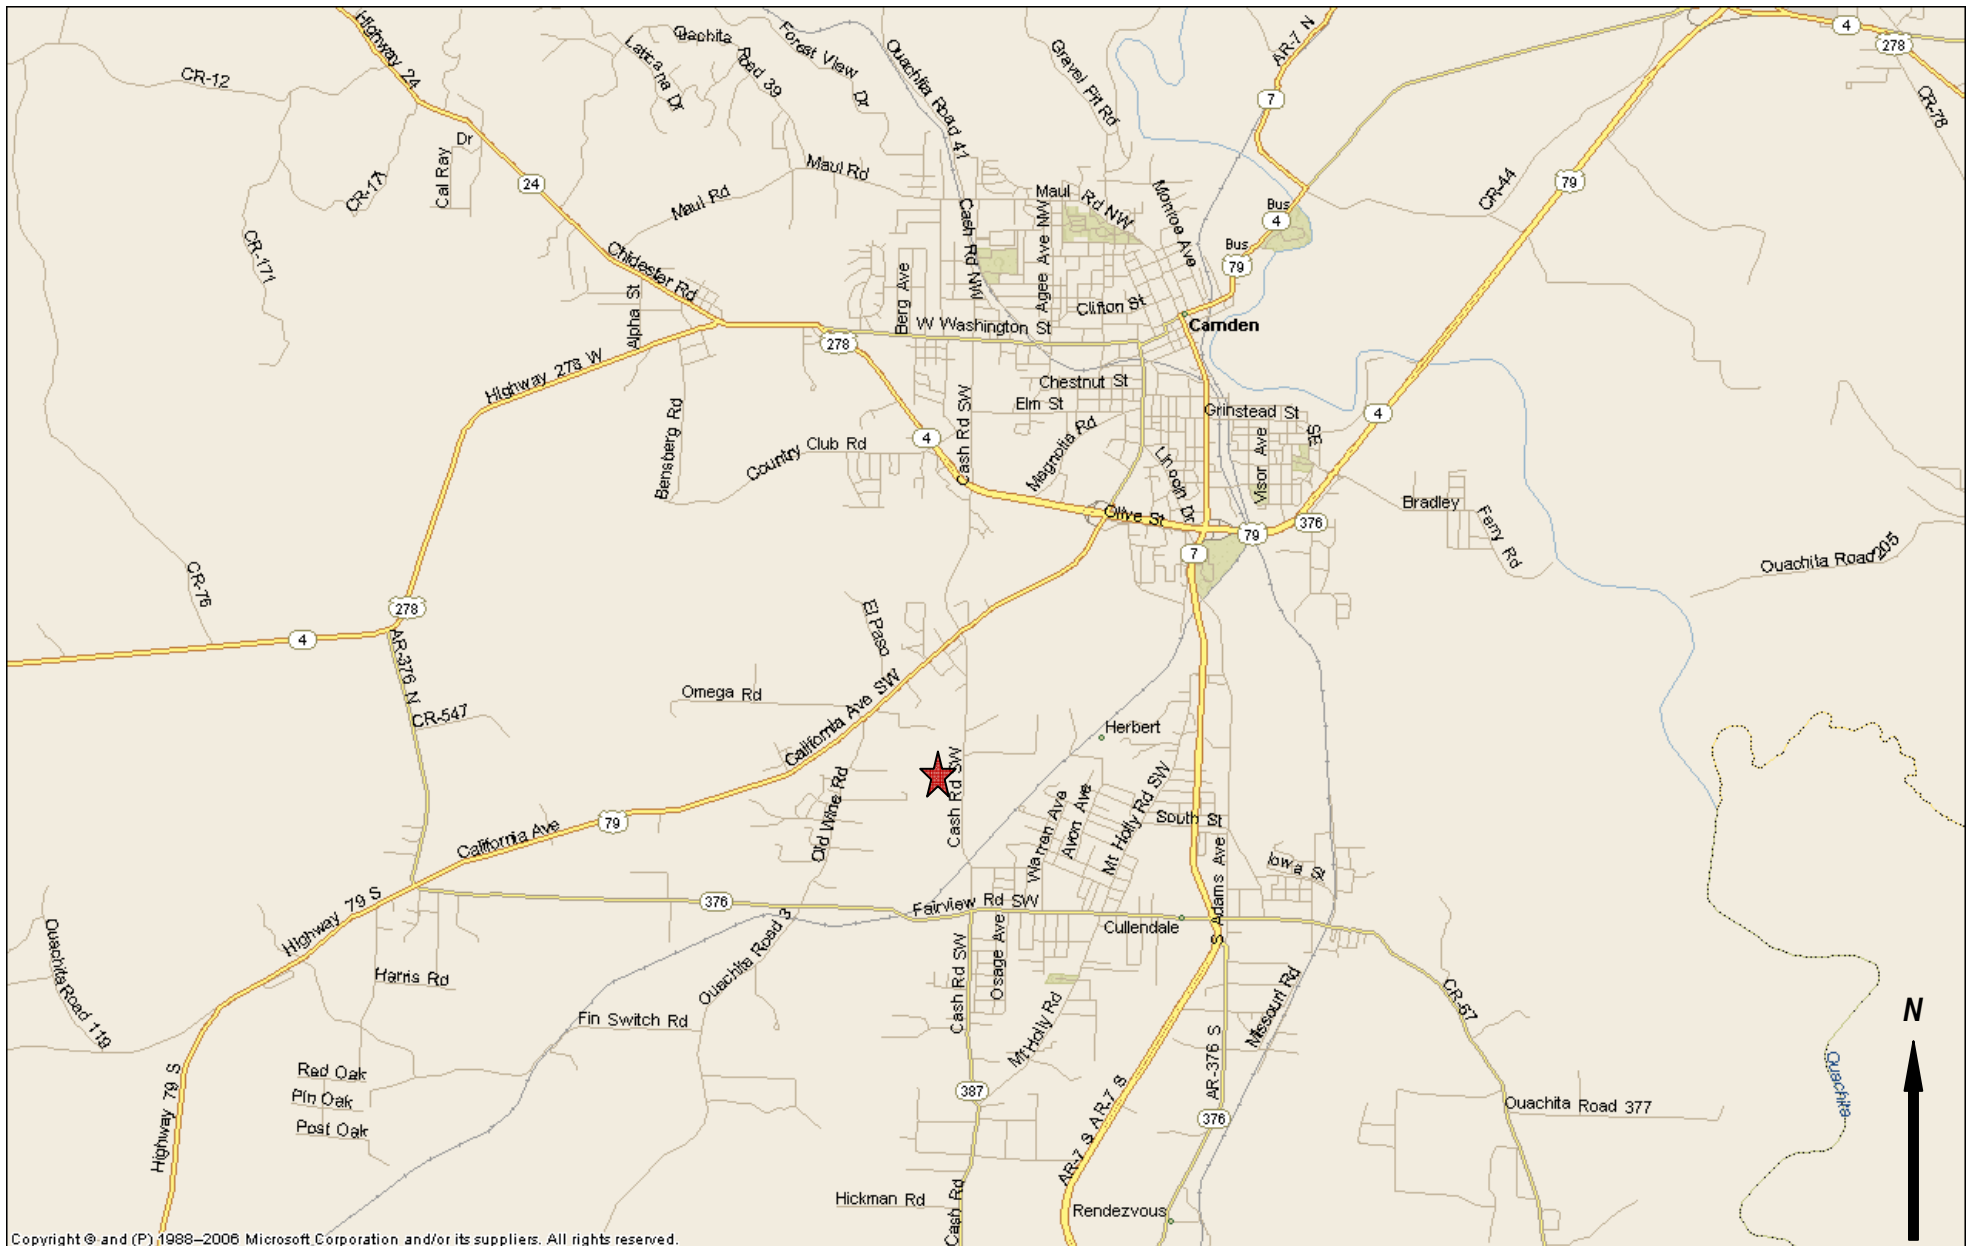 Highway 24
CR-12
Laticana Dr
Oachita Road 39
Forest View Dr
Ouachita Road 41
Gravel Pit Rd
AR-7 N
4
278
CR-78
7
Cal Ray Dr
24
CR-171
Maul Rd
Maul Rd
Maul Rd NW
Monroe Ave
CR-44
79
Bus
4
Bus
79
CR-171
Chidester Rd
Alpha St
Berg Ave
Cash Rd NW
Agee Ave NW
Clifton St
W Washington St
Camden
278
Highway 278 W
Chestnut St
Elm St
Grinstead St
4
SE
Bensberg Rd
Country Club Rd
4
Cash Rd SW
Magnolia Rd
Lincoln Dr
Visor Ave
Bradley Ferry Rd
Olive St
376
79
7
Ouachita Road 205
CR-76
278
4
AR-376 N
CR-547
El Paso
Omega Rd
California Ave SW
Herbert
Cash Rd SW
Old Wire Rd
Warren Ave
Avon Ave
Mt Holly Rd SW
South St
79
California Ave
Iowa St
S Adams Ave
376
Fairview Rd SW
Cullendale
Highway 79 S
Ouachita Road 119
Harris Rd
Ouachita Road 3
Cash Rd SW
Osage Ave
Fin Switch Rd
Mt Holly Rd
Missouri Rd
CR-67
N
Red Oak
Pin Oak
Post Oak
Highway 79 S
387
AR-7 S AR-7 S
AR-376 S
376
Ouachita Road 377
Ouachita
Hickman Rd
Cash Rd
Rendezvous
Copyright © and (P) 1988–2006 Microsoft Corporation and/or its suppliers. All rights reserved.